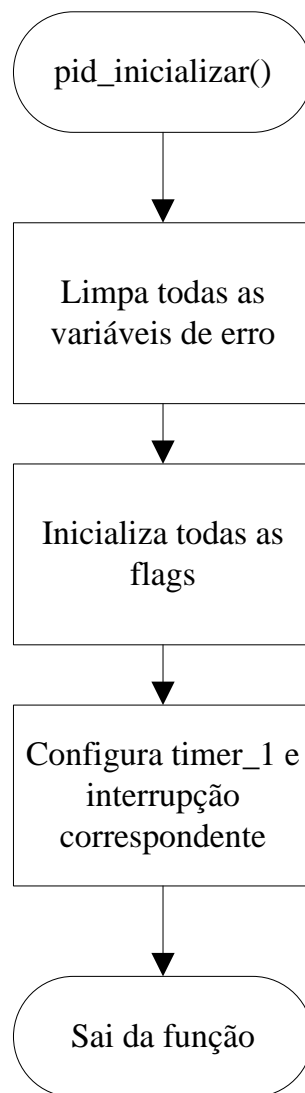 pid_inicializar()
Limpa todas as
variáveis de erro
Inicializa todas as
flags
Configura timer_1 e
interrupção
correspondente
Sai da função